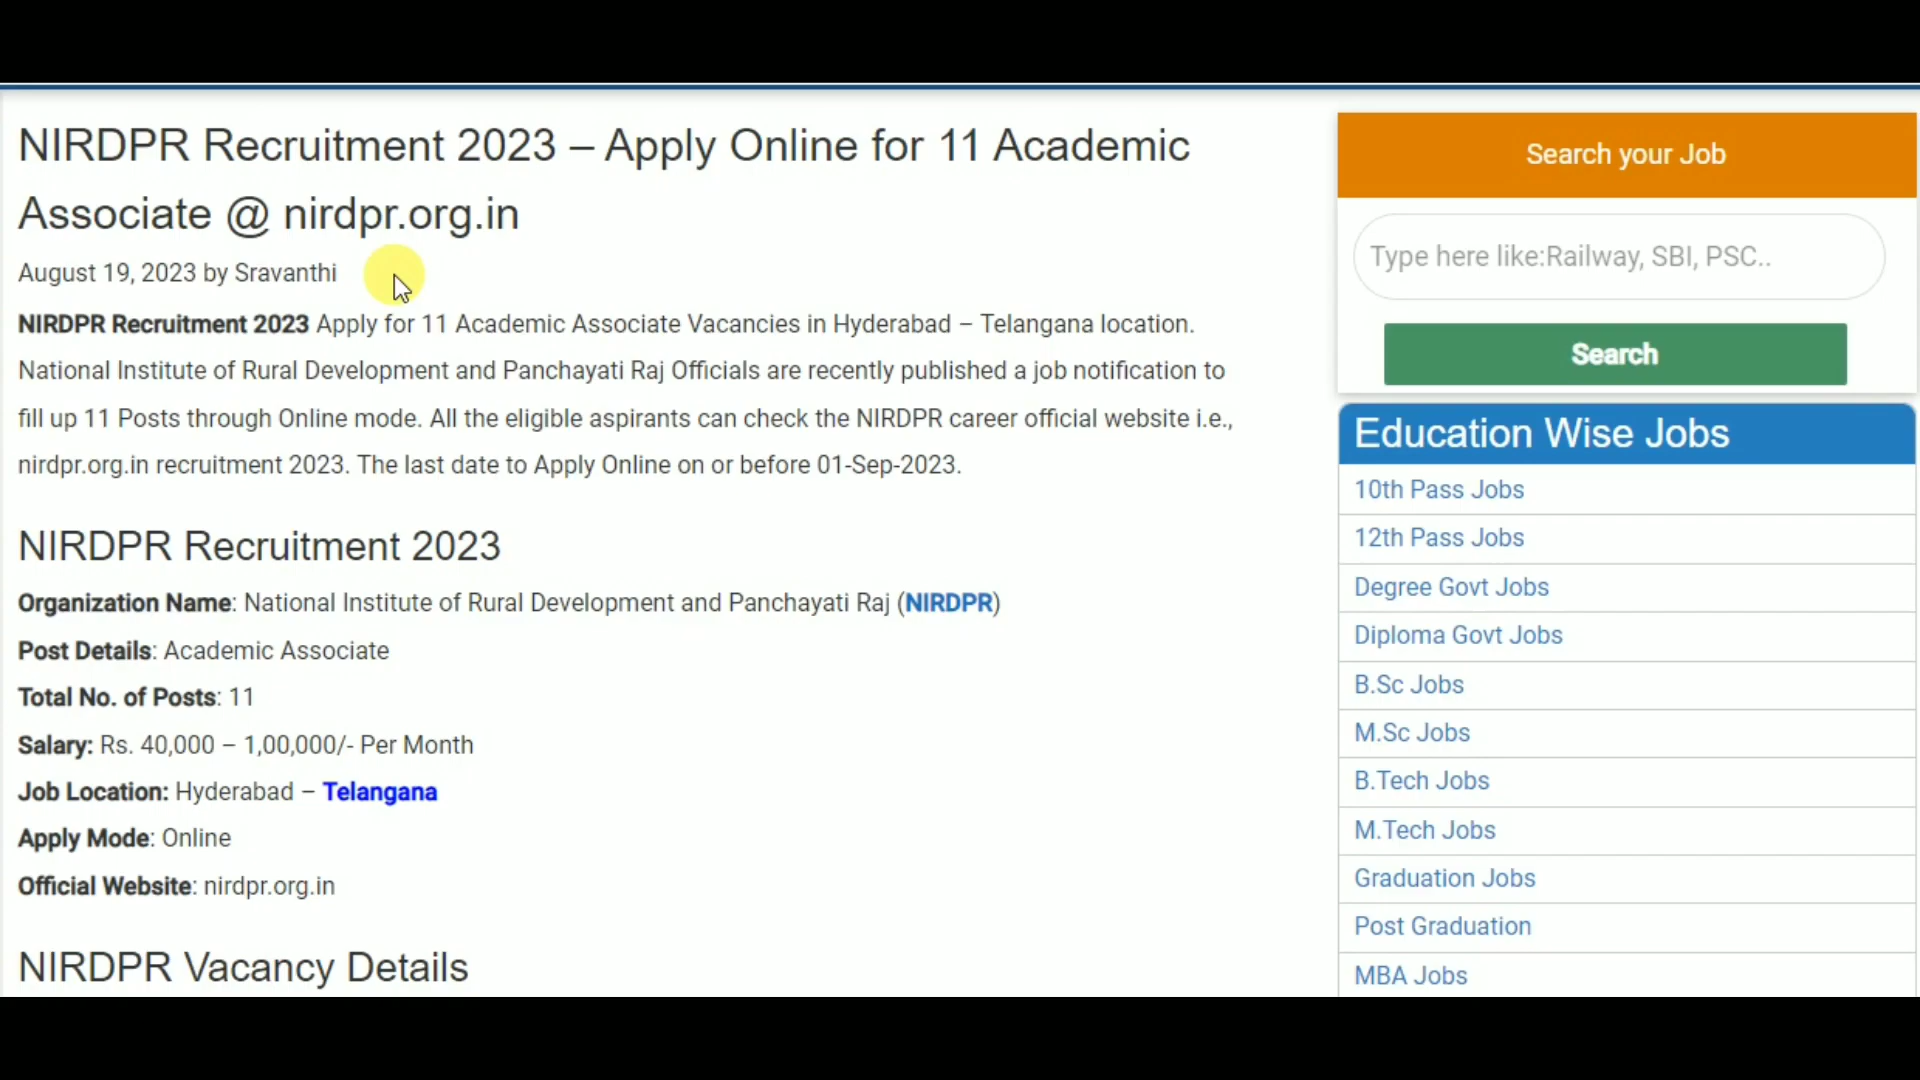 NIRDPR Recruitment 2023 – Apply Online for 11 Academic
Associate @ nirdpr.org.in
August 19, 2023 by Sravanthi
NIRDPR Recruitment 2023 Apply for 11 Academic Associate Vacancies in Hyderabad – Telangana location.
National Institute of Rural Development and Panchayati Raj Officials are recently published a job notification to
fill up 11 Posts through Online mode. All the eligible aspirants can check the NIRDPR career official website i.e.,
nirdpr.org.in recruitment 2023. The last date to Apply Online on or before 01-Sep-2023.
NIRDPR Recruitment 2023
Organization Name: National Institute of Rural Development and Panchayati Raj (NIRDPR)
Post Details: Academic Associate
Total No. of Posts: 11
Salary: Rs. 40,000 – 1,00,000/- Per Month
Job Location: Hyderabad – Telangana
Apply Mode: Online
Official Website: nirdpr.org.in
NIRDPR Vacancy Details
Search your Job
Type here like:Railway, SBI, PSC..
Search
Education Wise Jobs
10th Pass Jobs
12th Pass Jobs
Degree Govt Jobs
Diploma Govt Jobs
B.Sc Jobs
M.Sc Jobs
B.Tech Jobs
M.Tech Jobs
Graduation Jobs
Post Graduation
MBA Jobs